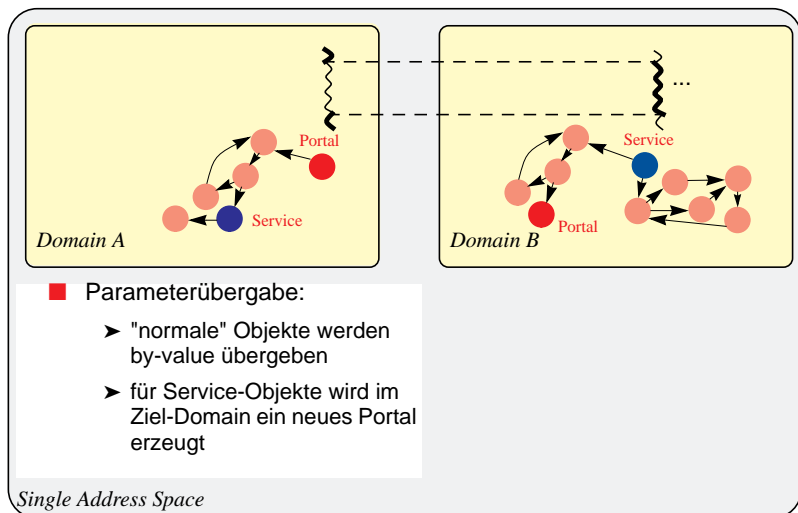 ...
Portal
Service
Domain A
Service
Portal
Domain B
■ Parameterübergabe:
➤ "normale" Objekte werden
by-value übergeben
➤ für Service-Objekte wird im
Ziel-Domain ein neues Portal
erzeugt
Single Address Space